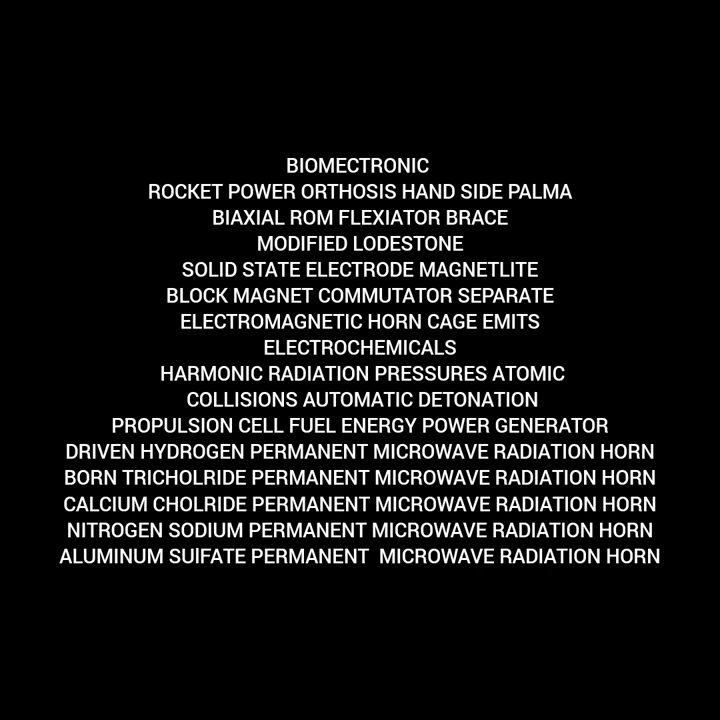 BIOMECTRONIC
ROCKET POWER ORTHOSIS HAND SIDE PALMA
BIAXIAL ROM FLEXIATOR BRACE
MODIFIED LODESTONE
SOLID STATE ELECTRODE MAGNETLITE
BLOCK MAGNET COMMUTATOR SEPARATE
ELECTROMAGNETIC HORN CAGE EMITS
ELECTROCHEMICALS
HARMONIC RADIATION PRESSURES ATOMIC
COLLISIONS AUTOMATIC DETONATION
PROPULSION CELL FUEL ENERGY POWER GENERATOR
DRIVEN HYDROGEN PERMANENT MICROWAVE RADIATION HORN
BORN TRICHOLRIDE PERMANENT MICROWAVE RADIATION HORN
CALCIUM CHOLRIDE PERMANENT MICROWAVE RADIATION HORN
NITROGEN SODIUM PERMANENT MICROWAVE RADIATION HORN
ALUMINUM SUlFATE PERMANENT  MICROWAVE RADIATION HORN